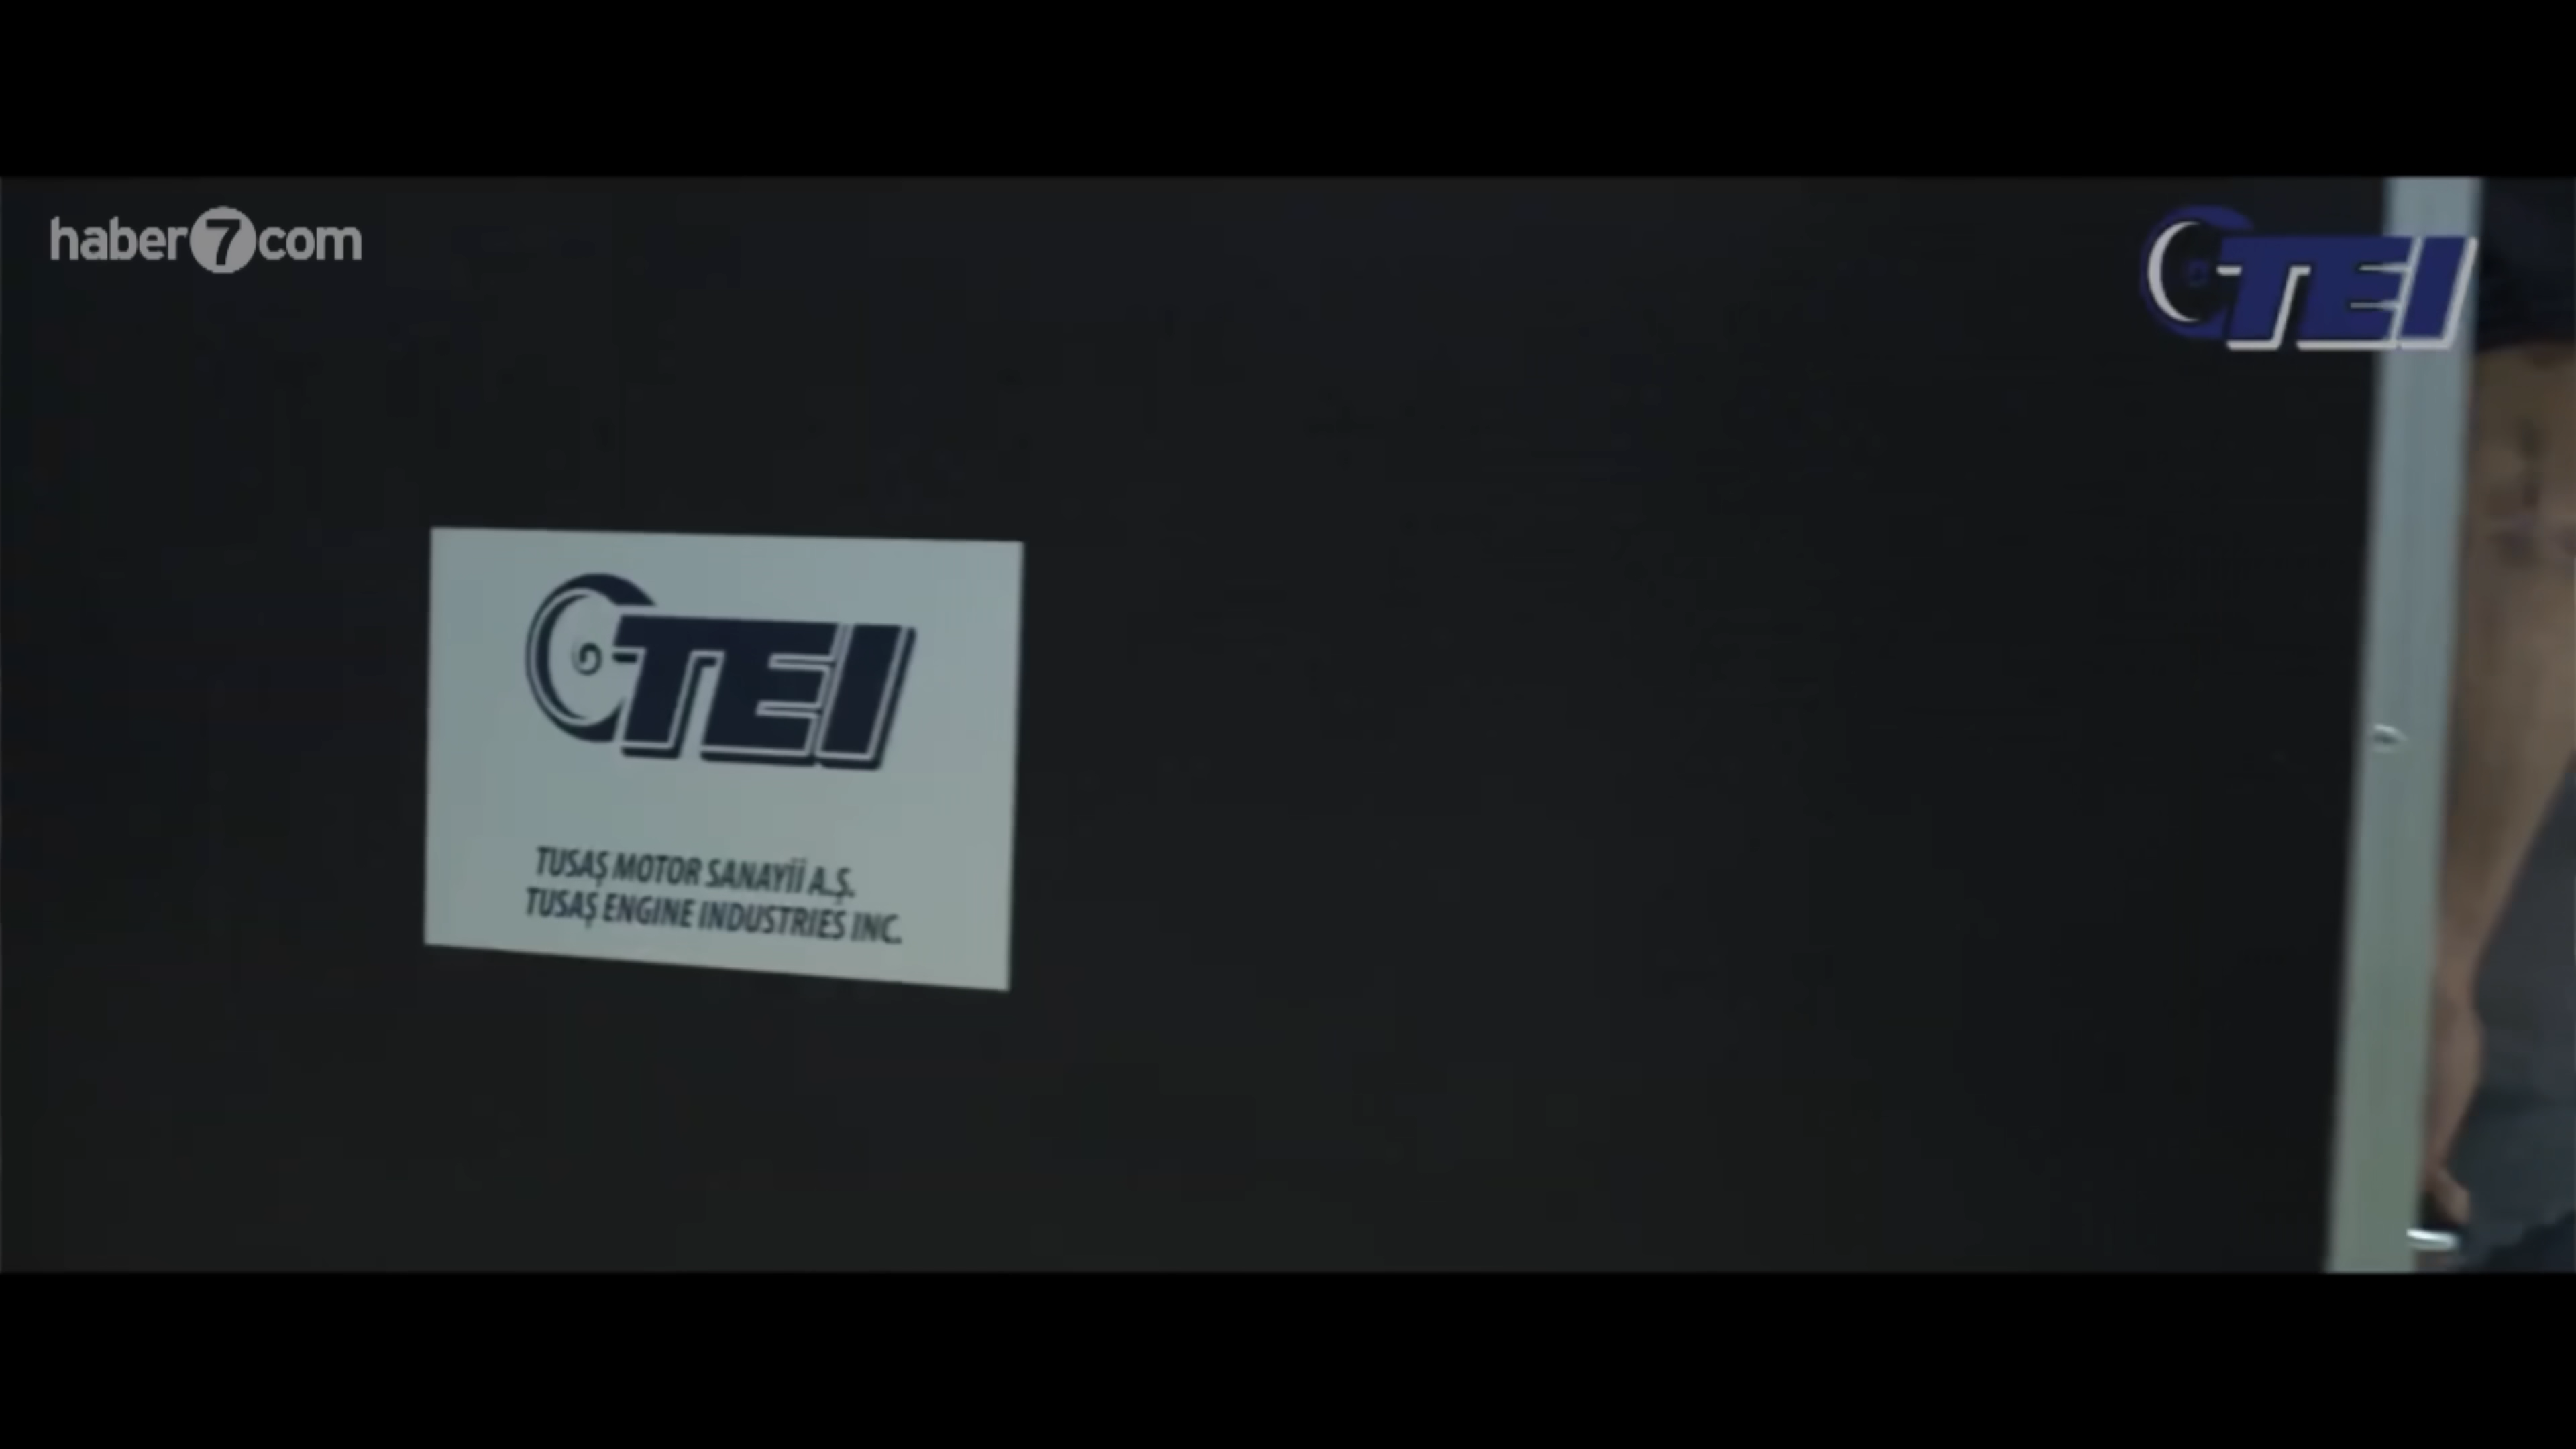 haber7com
TEI
TEI
TUSAŞ MOTOR SANAYİİ A.Ş.
TUSAŞ ENGINE INDUSTRIES INC.